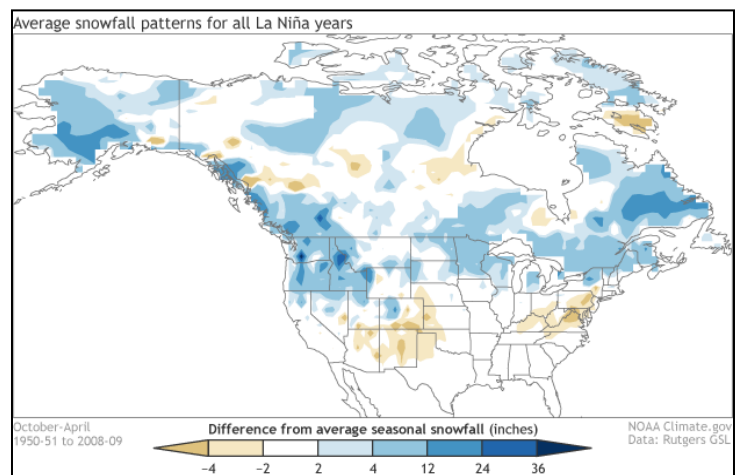 Average snowfall patterns for all La Niña years
October-April
1950-51 to 2008-09
Difference from average seasonal snowfall (inches)
-4 -2 2 4 12 24 36
NOAA Climate.gov
Data: Rutgers GSL